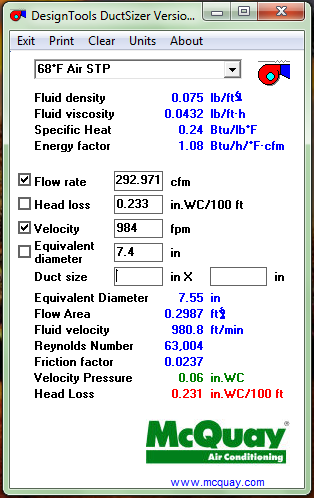 DesignTools DuctSizer Versio...
Exit Print Clear Units About
68°F Air STP
Fluid density 0.075 lb/ft³
Fluid viscosity 0.0432 lb/ft·h
Specific Heat 0.24 Btu/lb°F
Energy factor 1.08 Btu/h/°F·cfm
Flow rate 292.971 cfm
Head loss 0.233 in.WC/100 ft
Velocity 984 fpm
Equivalent
diameter 7.4 in
Duct size in X in
Equivalent Diameter 7.55 in
Flow Area 0.2987 ft²
Fluid velocity 980.8 ft/min
Reynolds Number 63,004
Friction factor 0.0237
Velocity Pressure 0.06 in.WC
Head Loss 0.231 in.WC/100 ft
McQuay®
Air Conditioning
www.mcquay.com